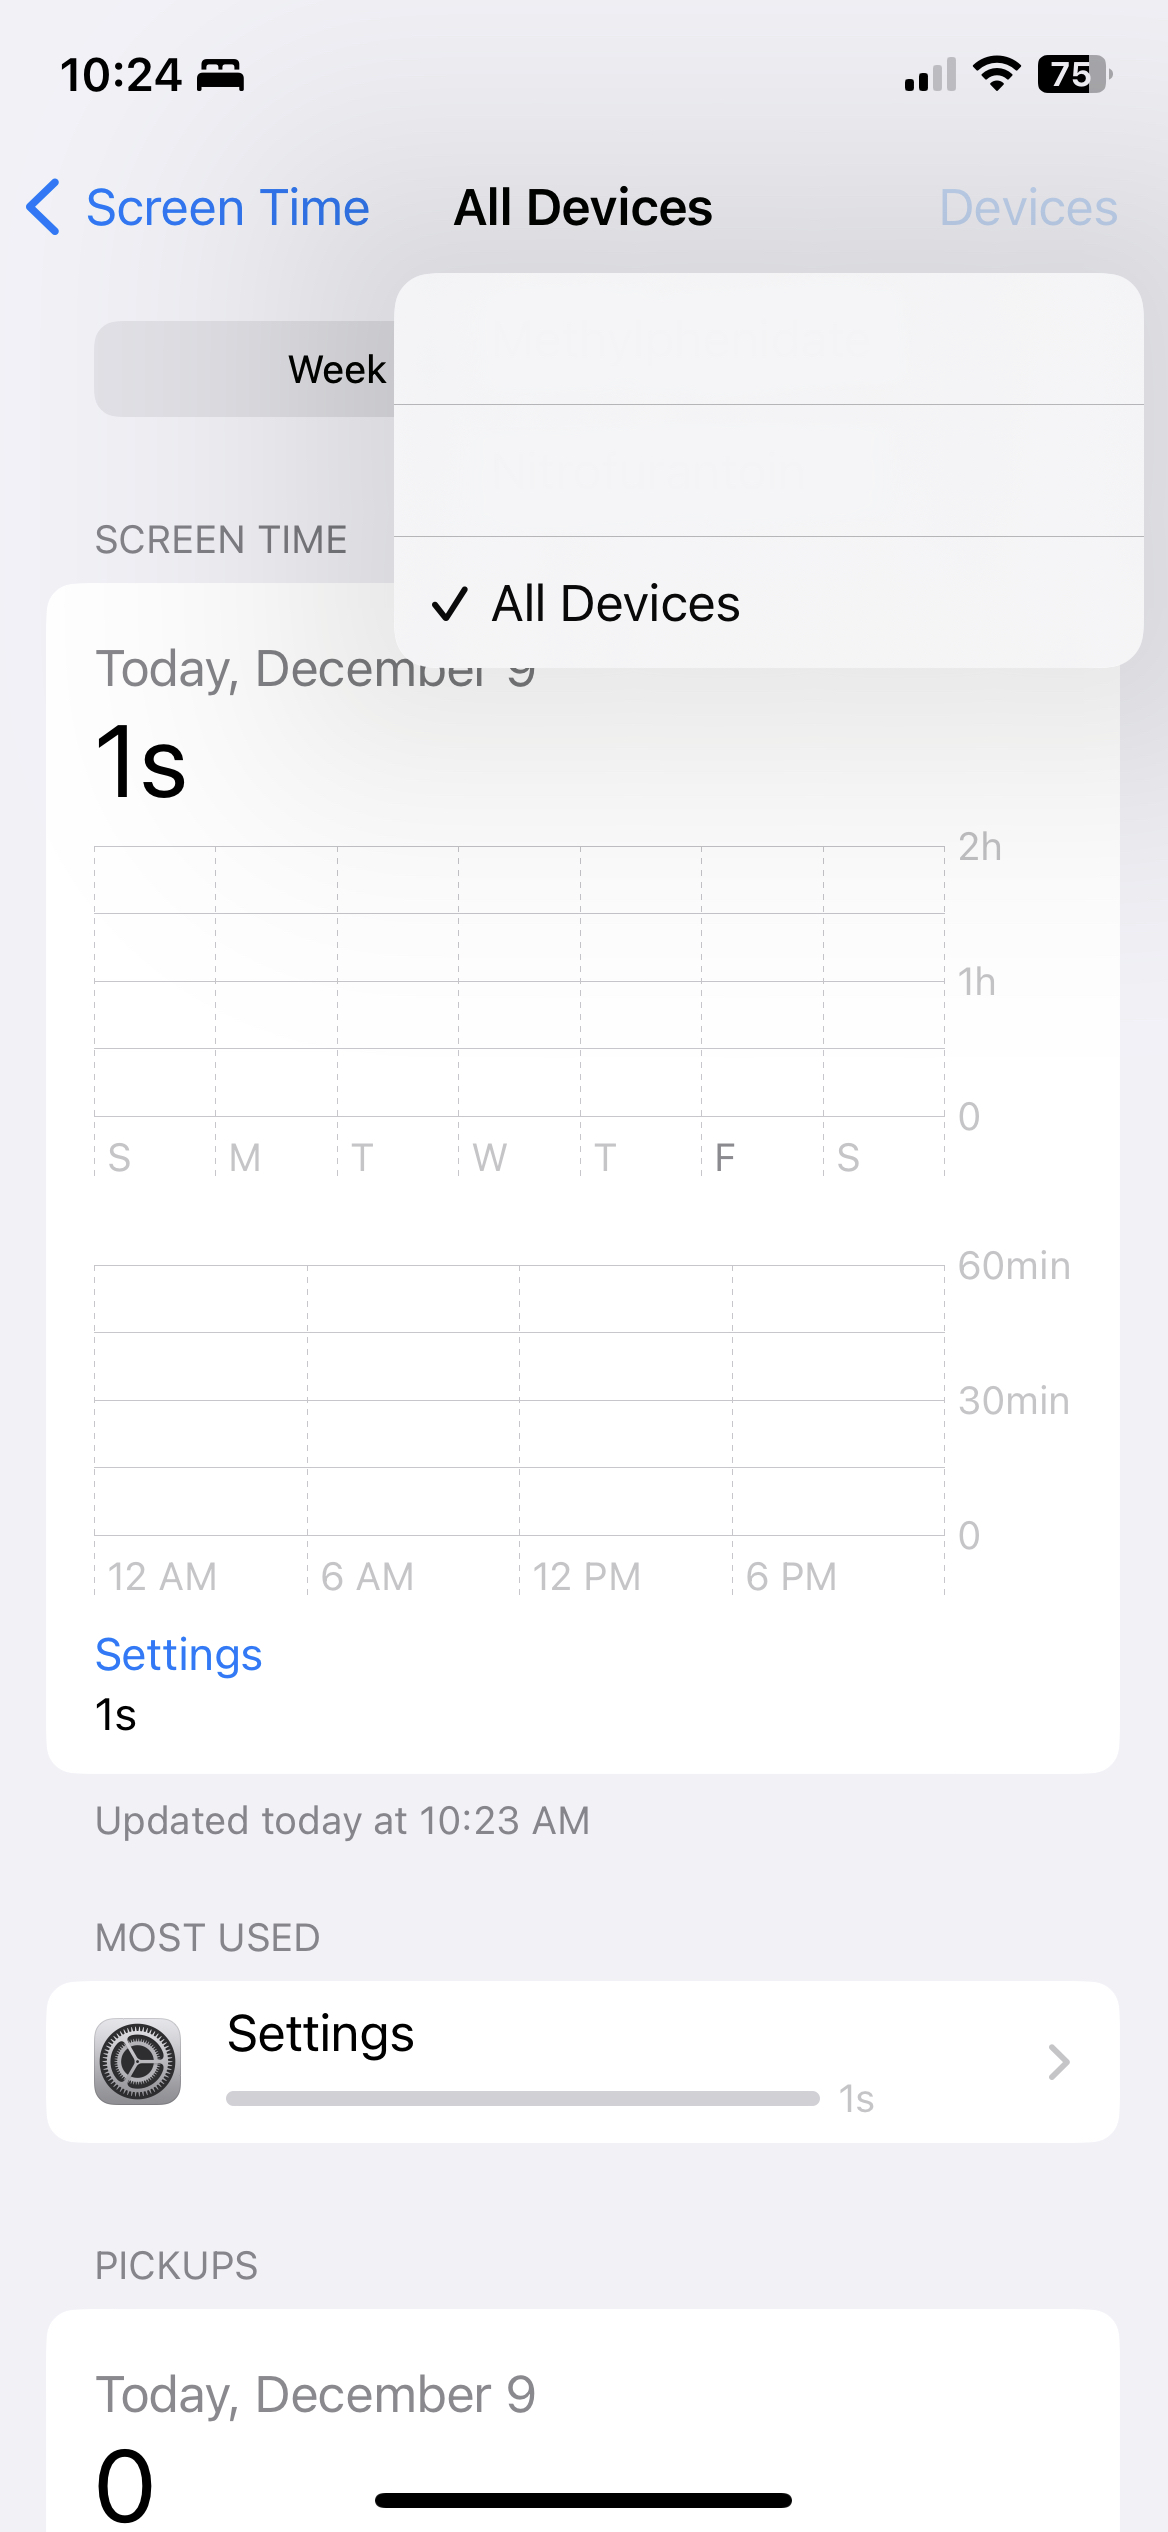 10:24
75
Screen Time
All Devices
Devices
Week
All Devices
SCREEN TIME
Today, December 9
1s
2h
1h
0
S M T W T F S
60min
30min
0
12 AM 6 AM 12 PM 6 PM
Settings
1s
Updated today at 10:23 AM
MOST USED
Settings
1s
PICKUPS
Today, December 9
0